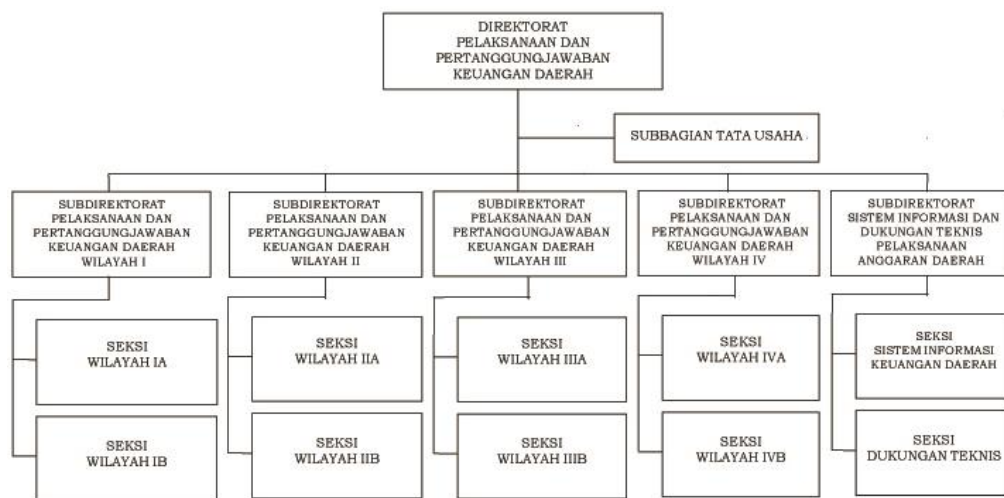 DIREKTORAT
PELAKSANAAN DAN
PERTANGGUNGJAWABAN
KEUANGAN DAERAH
SUBBAGIAN TATA USAHA
SUBDIREKTORAT
PELAKSANAAN DAN
PERTANGGUNGJAWABAN
KEUANGAN DAERAH
WILAYAH I
SUBDIREKTORAT
PELAKSANAAN DAN
PERTANGGUNGJAWABAN
KEUANGAN DAERAH
WILAYAH II
SUBDIREKTORAT
PELAKSANAAN DAN
PERTANGGUNGJAWABAN
KEUANGAN DAERAH
WILAYAH III
SUBDIREKTORAT
PELAKSANAAN DAN
PERTANGGUNGJAWABAN
KEUANGAN DAERAH
WILAYAH IV
SUBDIREKTORAT
SISTEM INFORMASI DAN
DUKUNGAN TEKNIS
PELAKSANAAN
ANGGARAN DAERAH
SEKSI
WILAYAH IA
SEKSI
WILAYAH IIA
SEKSI
WILAYAH IIIA
SEKSI
WILAYAH IVA
SEKSI
SISTEM INFORMASI
KEUANGAN DAERAH
SEKSI
WILAYAH IB
SEKSI
WILAYAH IIB
SEKSI
WILAYAH IIIB
SEKSI
WILAYAH IVB
SEKSI
DUKUNGAN TEKNIS